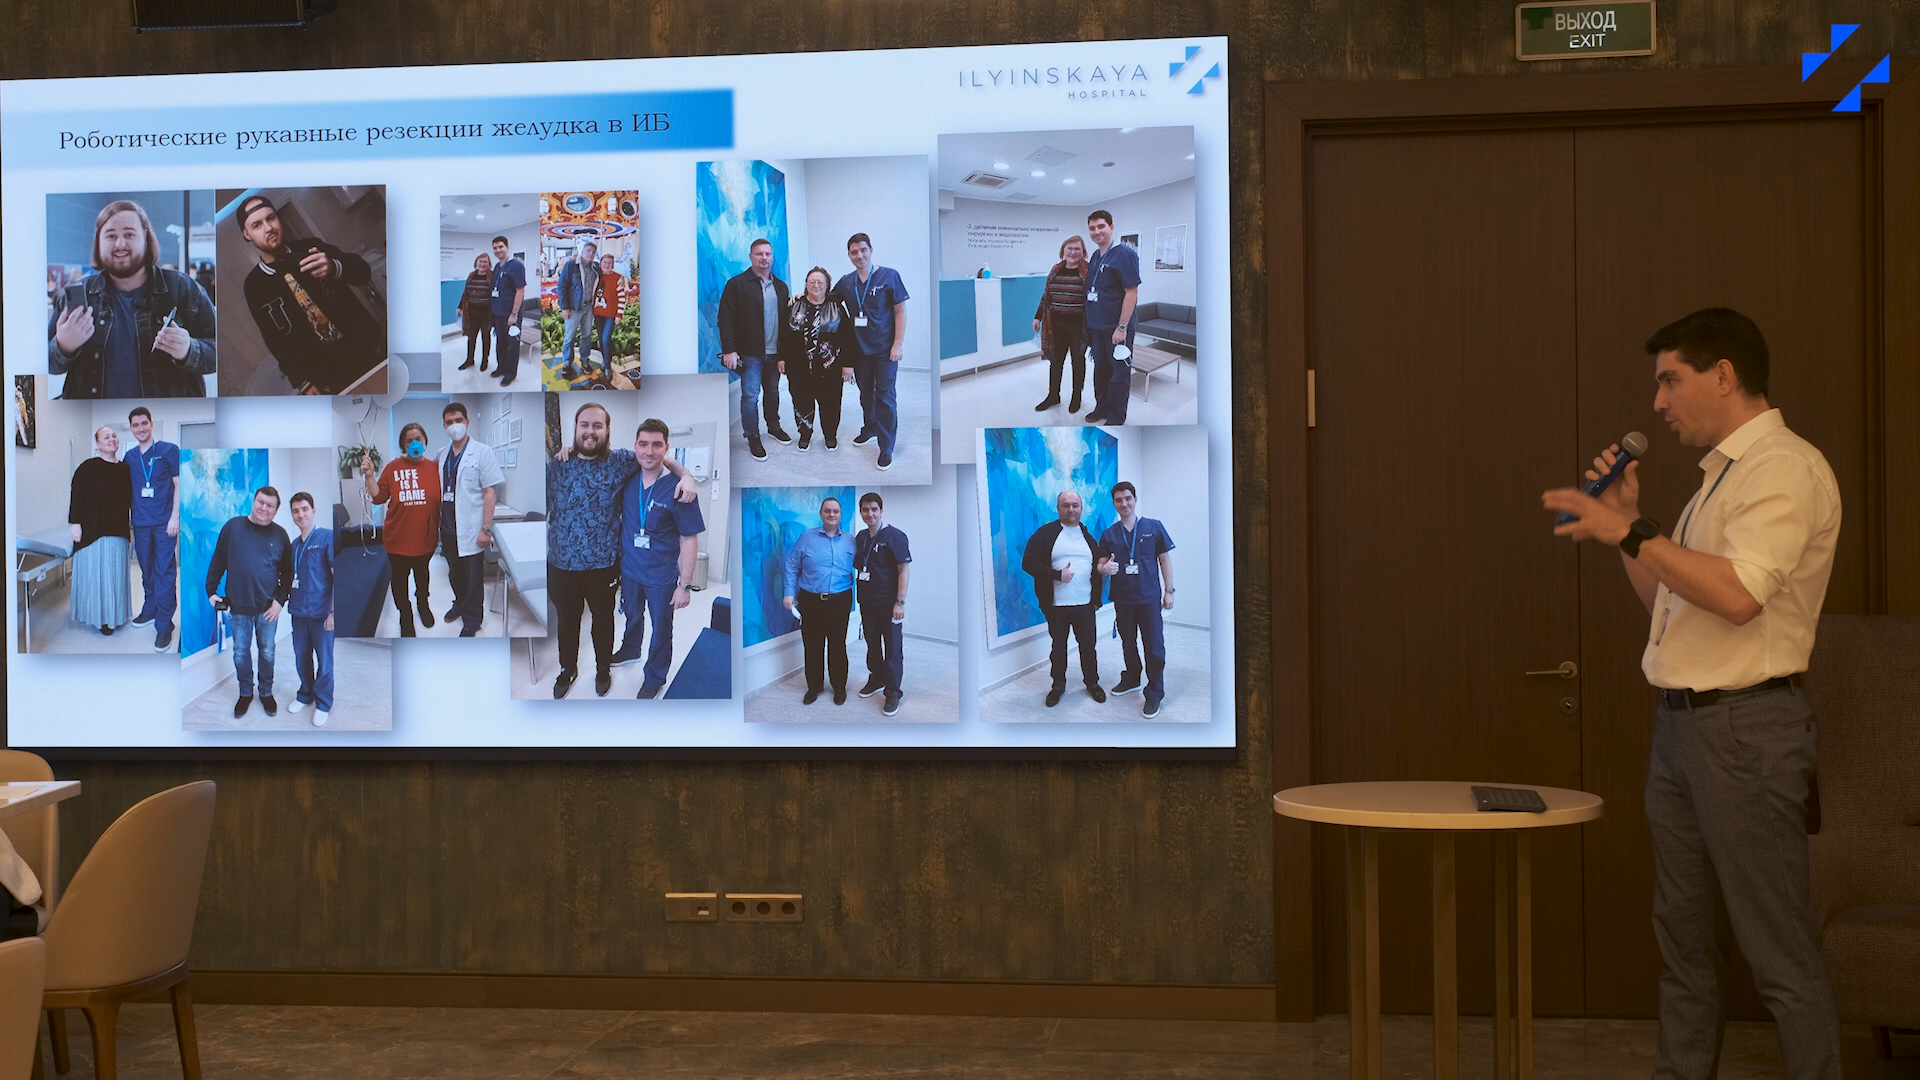 ВЫХОД
EXIT
ILYINSKAYA
HOSPITAL
Роботические рукавные резекции желудка в ИБ
LIFE
IS A
GAME
U